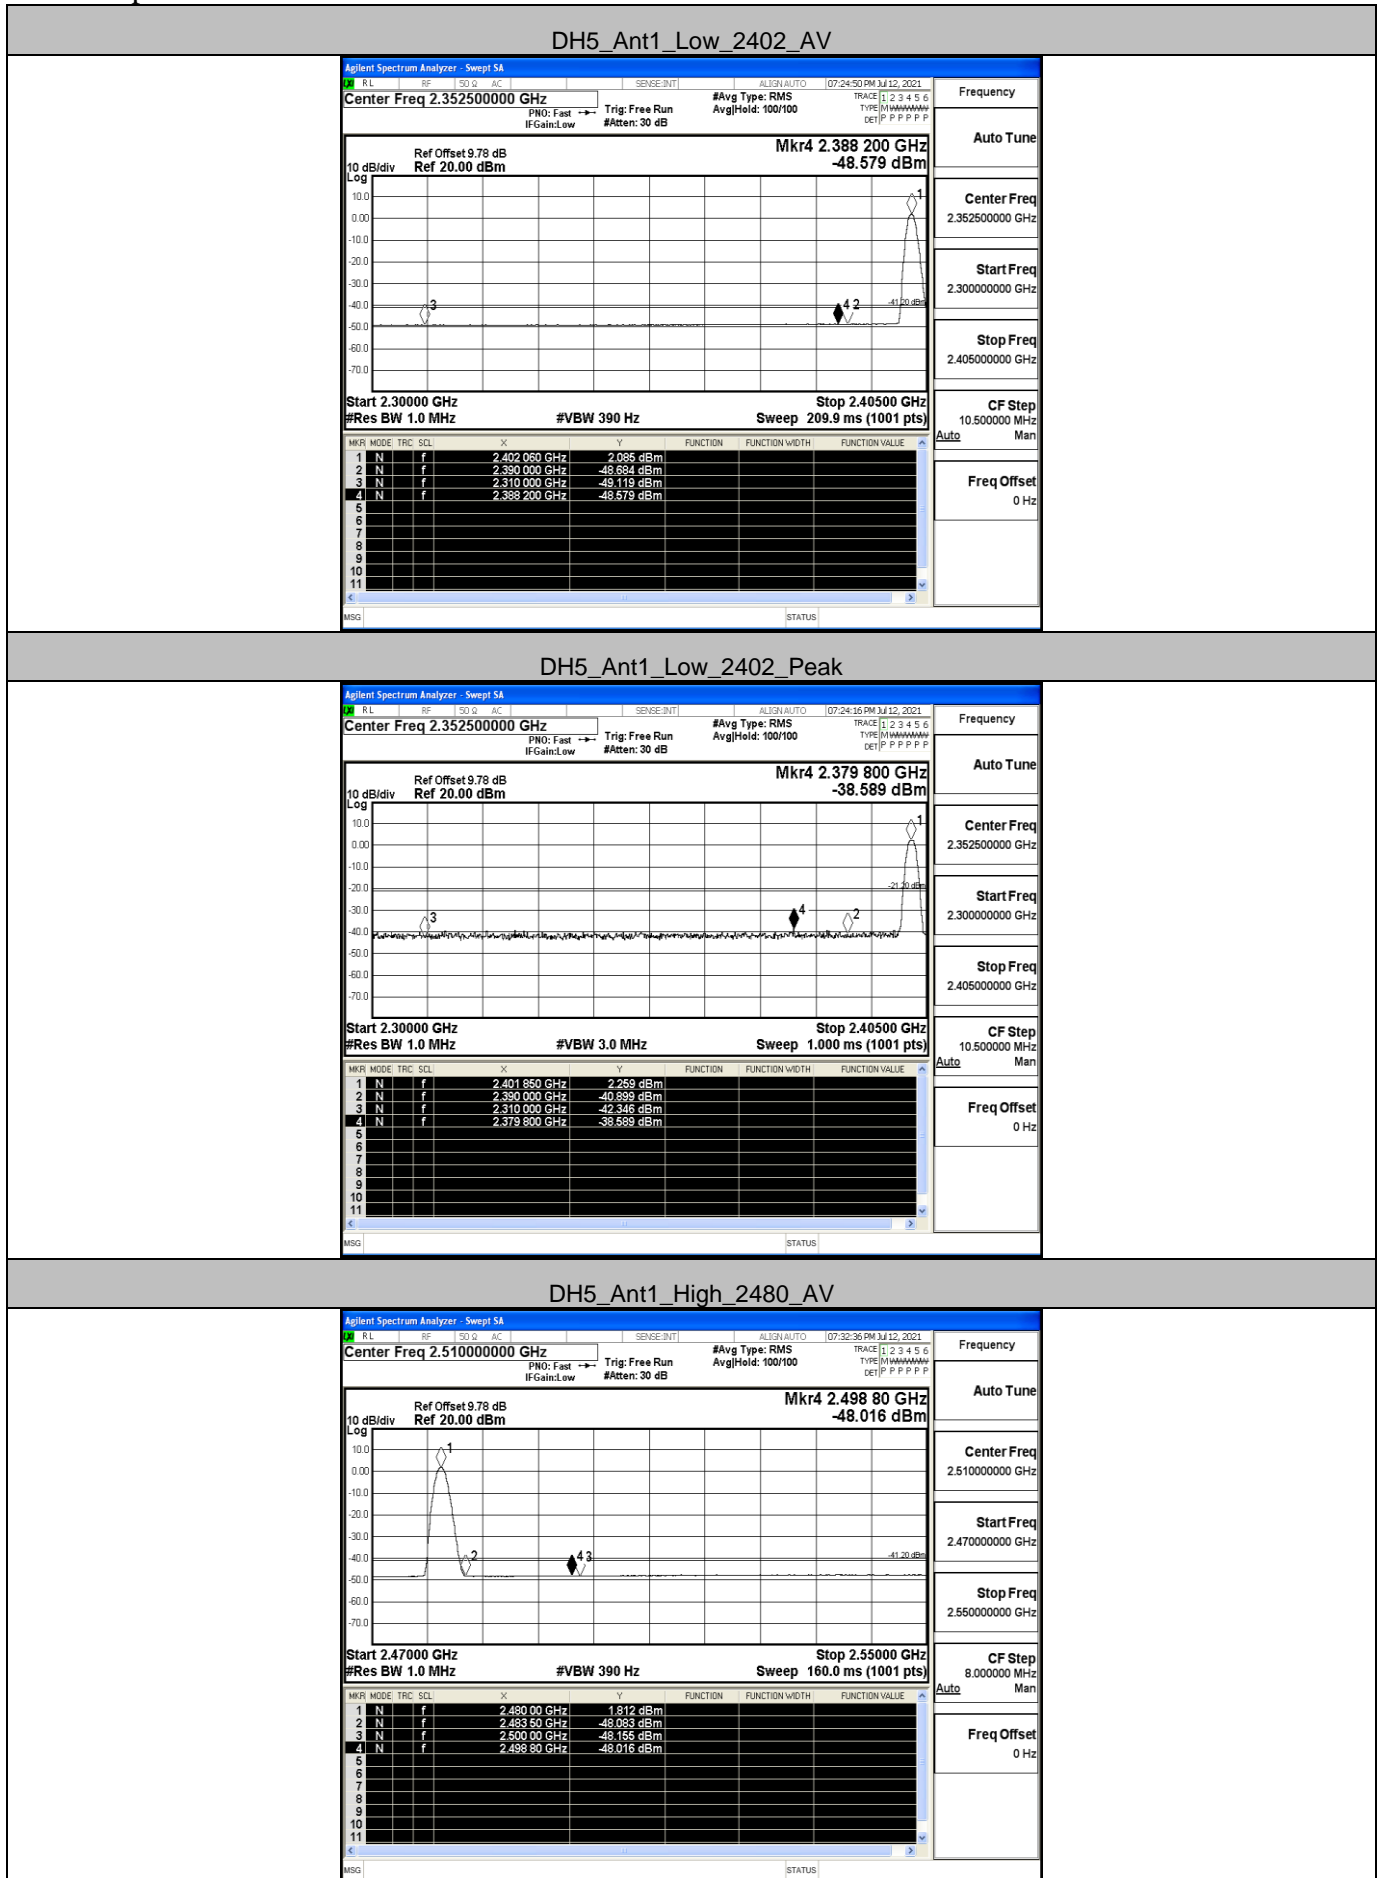 DH5_Ant1_Low_2402_AV
Agilent Spectrum Analyzer - Swept SA
RL RF 50 Ω AC SENSE:INT ALIGN AUTO 07:24:50 PM Jul 12, 2021
Center Freq 2.352500000 GHz
PNO: Fast
IFGain:Low
Trig: Free Run
#Atten: 30 dB
#Avg Type: RMS
Avg|Hold: 100/100
TRACE 1 2 3 4 5 6
TYPE M
DET P P P P P P
Ref Offset 9.78 dB
10 dB/div Ref 20.00 dBm
Log
Mkr4 2.388 200 GHz
-48.579 dBm
10.0
0.00
-10.0
-20.0
-30.0
-40.0
-50.0
-60.0
-70.0
1
3
4 2
-41.20 dBm
Start 2.30000 GHz Stop 2.40500 GHz
#Res BW 1.0 MHz #VBW 390 Hz Sweep 209.9 ms (1001 pts)
MKR MODE TRC SCL X Y FUNCTION FUNCTION WIDTH FUNCTION VALUE
1 N f 2.402 060 GHz 2.085 dBm
2 N f 2.390 000 GHz -48.684 dBm
3 N f 2.310 000 GHz -49.119 dBm
4 N f 2.388 200 GHz -48.579 dBm
5
6
7
8
9
10
11
MSG STATUS
Frequency
Auto Tune
Center Freq
2.352500000 GHz
Start Freq
2.300000000 GHz
Stop Freq
2.405000000 GHz
CF Step
10.500000 MHz
Auto Man
Freq Offset
0 Hz
DH5_Ant1_Low_2402_Peak
Agilent Spectrum Analyzer - Swept SA
RL RF 50 Ω AC SENSE:INT ALIGN AUTO 07:24:16 PM Jul 12, 2021
Center Freq 2.352500000 GHz
PNO: Fast
IFGain:Low
Trig: Free Run
#Atten: 30 dB
#Avg Type: RMS
Avg|Hold: 100/100
TRACE 1 2 3 4 5 6
TYPE M
DET P P P P P P
Ref Offset 9.78 dB
10 dB/div Ref 20.00 dBm
Log
Mkr4 2.379 800 GHz
-38.589 dBm
10.0
0.00
-10.0
-20.0
-30.0
-40.0
-50.0
-60.0
-70.0
1
3
4
2
-21.20 dBm
Start 2.30000 GHz Stop 2.40500 GHz
#Res BW 1.0 MHz #VBW 3.0 MHz Sweep 1.000 ms (1001 pts)
MKR MODE TRC SCL X Y FUNCTION FUNCTION WIDTH FUNCTION VALUE
1 N f 2.401 850 GHz 2.259 dBm
2 N f 2.390 000 GHz -40.899 dBm
3 N f 2.310 000 GHz -42.346 dBm
4 N f 2.379 800 GHz -38.589 dBm
5
6
7
8
9
10
11
MSG STATUS
Frequency
Auto Tune
Center Freq
2.352500000 GHz
Start Freq
2.300000000 GHz
Stop Freq
2.405000000 GHz
CF Step
10.500000 MHz
Auto Man
Freq Offset
0 Hz
DH5_Ant1_High_2480_AV
Agilent Spectrum Analyzer - Swept SA
RL RF 50 Ω AC SENSE:INT ALIGN AUTO 07:32:36 PM Jul 12, 2021
Center Freq 2.510000000 GHz
PNO: Fast
IFGain:Low
Trig: Free Run
#Atten: 30 dB
#Avg Type: RMS
Avg|Hold: 100/100
TRACE 1 2 3 4 5 6
TYPE M
DET P P P P P P
Ref Offset 9.78 dB
10 dB/div Ref 20.00 dBm
Log
Mkr4 2.498 80 GHz
-48.016 dBm
10.0
0.00
-10.0
-20.0
-30.0
-40.0
-50.0
-60.0
-70.0
1
2
4 3
-41.20 dBm
Start 2.47000 GHz Stop 2.55000 GHz
#Res BW 1.0 MHz #VBW 390 Hz Sweep 160.0 ms (1001 pts)
MKR MODE TRC SCL X Y FUNCTION FUNCTION WIDTH FUNCTION VALUE
1 N f 2.480 00 GHz 1.812 dBm
2 N f 2.483 50 GHz -48.083 dBm
3 N f 2.500 00 GHz -48.155 dBm
4 N f 2.498 80 GHz -48.016 dBm
5
6
7
8
9
10
11
MSG STATUS
Frequency
Auto Tune
Center Freq
2.510000000 GHz
Start Freq
2.470000000 GHz
Stop Freq
2.550000000 GHz
CF Step
8.000000 MHz
Auto Man
Freq Offset
0 Hz